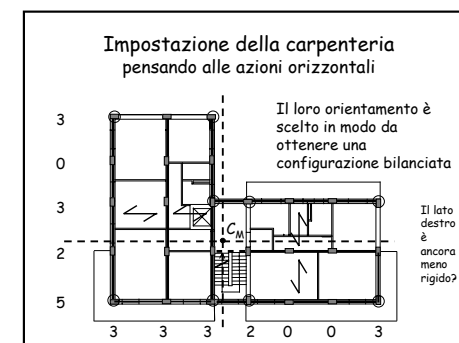 Impostazione della carpenteria
pensando alle azioni orizzontali
Il loro orientamento è
scelto in modo da
ottenere una
configurazione bilanciata
3
0
3
2
5
Il lato
destro
è
ancora
meno
rigido?
CM
3 3 3 2 0 0 3